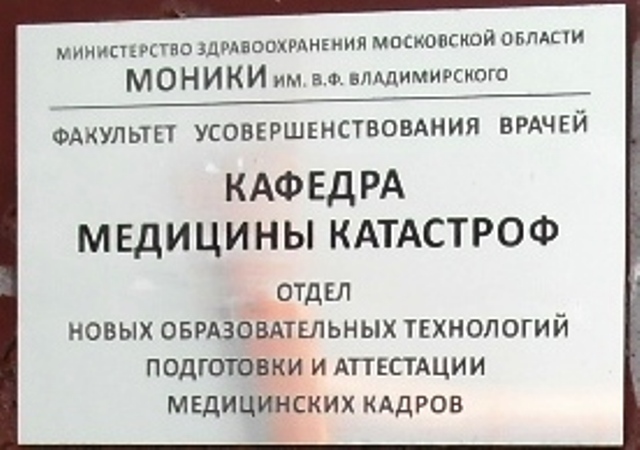 МИНИСТЕРСТВО ЗДРАВООХРАНЕНИЯ МОСКОВСКОЙ ОБЛАСТИ
МОНИКИ ИМ. В.Ф. ВЛАДИМИРСКОГО
ФАКУЛЬТЕТ УСОВЕРШЕНСТВОВАНИЯ ВРАЧЕЙ
КАФЕДРА
МЕДИЦИНЫ КАТАСТРОФ
ОТДЕЛ
НОВЫХ ОБРАЗОВАТЕЛЬНЫХ ТЕХНОЛОГИЙ
ПОДГОТОВКИ И АТТЕСТАЦИИ
МЕДИЦИНСКИХ КАДРОВ